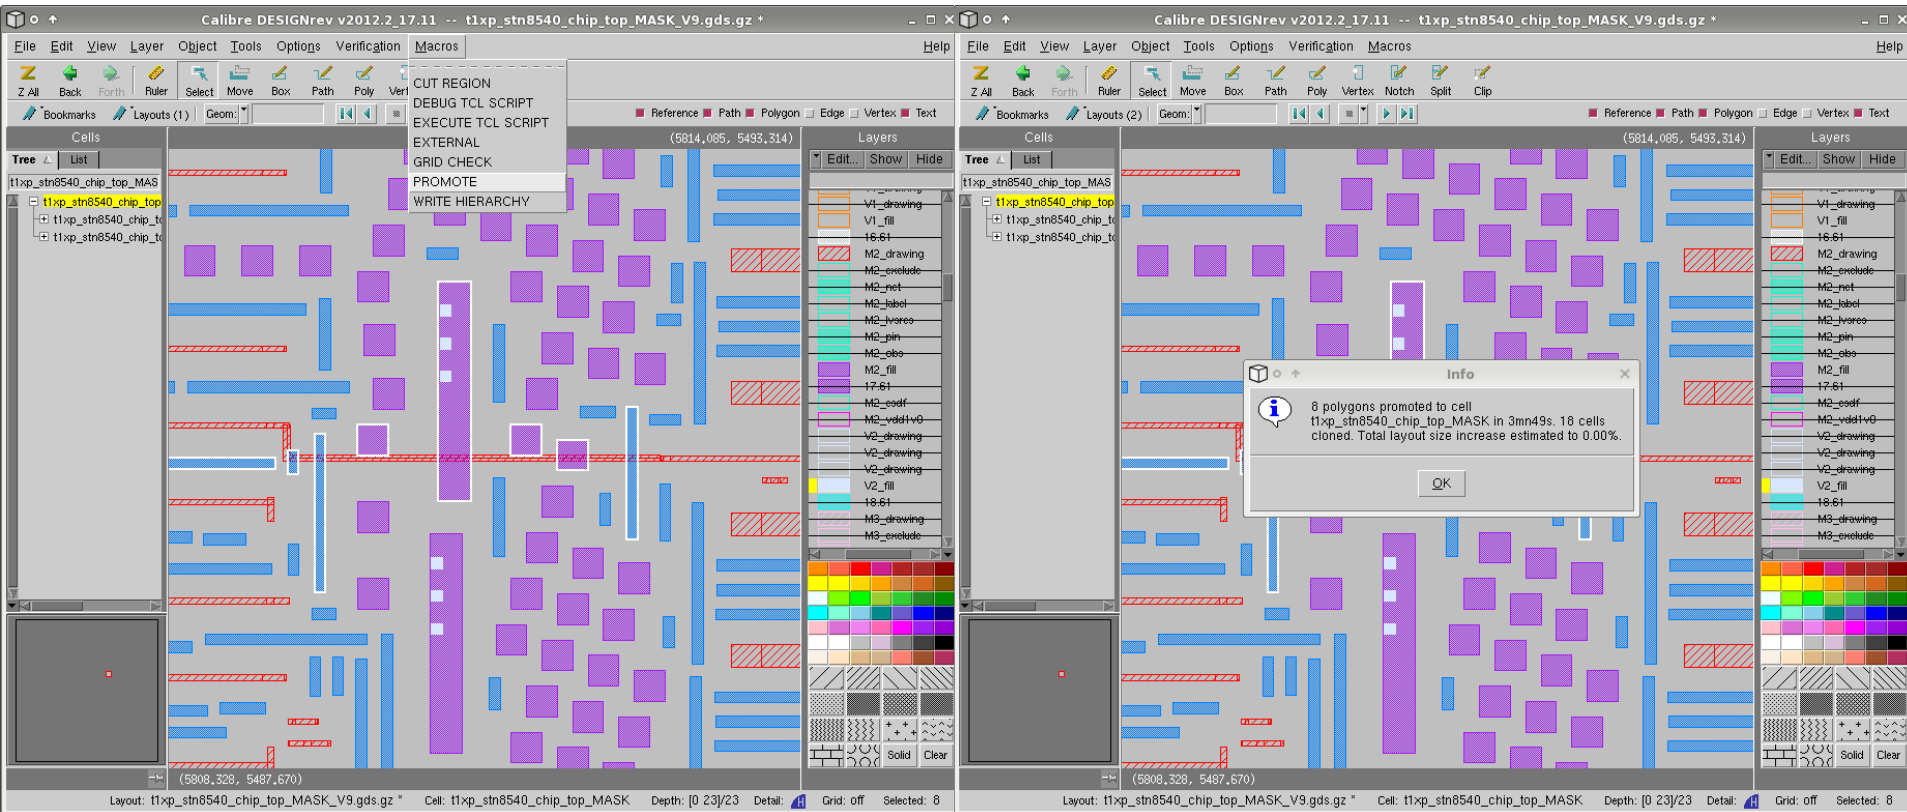 Calibre DESIGNrev v2012.2_17.11 -- t1xp_stn8540_chip_top_MASK_V9.gds.gz *
File Edit View Layer Object Tools Options Verification Macros Help
Z All Back Forth Ruler Select Move Box Path Poly Vert
Bookmarks Layouts (1) Geom: Reference Path Polygon Edge Vertex Text
CUT REGION
DEBUG TCL SCRIPT
EXECUTE TCL SCRIPT
EXTERNAL
GRID CHECK
PROMOTE
WRITE HIERARCHY
Cells
(5814.085, 5493.314)
Layers
Tree List
Edit... Show Hide
t1xp_stn8540_chip_top_MAS
t1xp_stn8540_chip_top
t1xp_stn8540_chip_t
t1xp_stn8540_chip_t
V1_drawing
V1_fill
16.61
M2_drawing
M2_exclude
M2_net
M2_label
M2_lvsres
M2_pin
M2_obs
M2_fill
17.61
M2_esdf
M2_vdd1v0
V2_drawing
V2_drawing
V2_drawing
V2_fill
18.61
M3_drawing
M3_exclude
Solid Clear
(5808.328, 5487.670)
Layout: t1xp_stn8540_chip_top_MASK_V9.gds.gz * Cell: t1xp_stn8540_chip_top_MASK Depth: [0 23]/23 Detail: Grid: off Selected: 8
Calibre DESIGNrev v2012.2_17.11 -- t1xp_stn8540_chip_top_MASK_V9.gds.gz *
File Edit View Layer Object Tools Options Verification Macros Help
Z All Back Forth Ruler Select Move Box Path Poly Vertex Notch Split Clip
Bookmarks Layouts (2) Geom: Reference Path Polygon Edge Vertex Text
Cells
(5814.085, 5493.314)
Layers
Tree List
Edit... Show Hide
t1xp_stn8540_chip_top_MAS
t1xp_stn8540_chip_top
t1xp_stn8540_chip_t
t1xp_stn8540_chip_t
V1_drawing
V1_fill
16.61
M2_drawing
M2_exclude
M2_net
M2_label
M2_lvsres
M2_pin
M2_obs
M2_fill
17.61
M2_esdf
M2_vdd1v0
V2_drawing
V2_drawing
V2_drawing
V2_fill
18.61
M3_drawing
M3_exclude
Info
8 polygons promoted to cell
t1xp_stn8540_chip_top_MASK in 3mn49s. 18 cells
cloned. Total layout size increase estimated to 0.00%.
OK
Solid Clear
(5808.328, 5487.670)
Layout: t1xp_stn8540_chip_top_MASK_V9.gds.gz * Cell: t1xp_stn8540_chip_top_MASK Depth: [0 23]/23 Detail: Grid: off Selected: 8